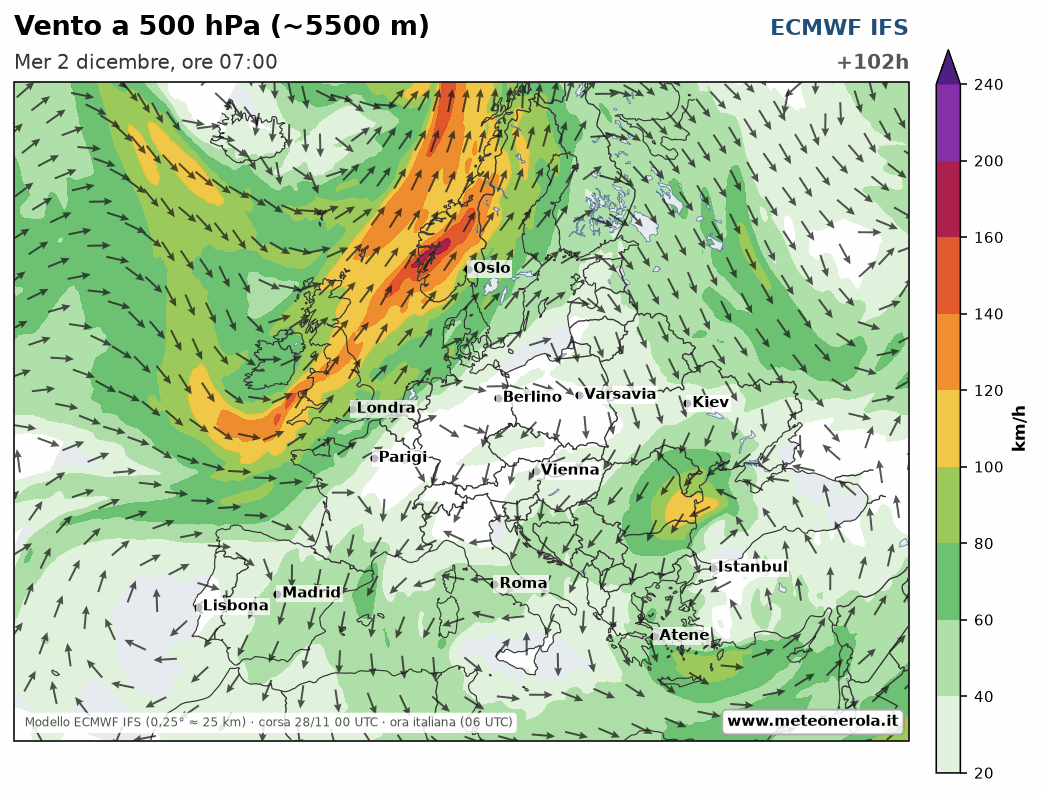 Vento a 500 hPa (~5500 m)
ECMWF IFS
Mer 2 dicembre, ore 07:00
+102h
240
200
160
140
120
100
80
60
40
20
km/h
Oslo
Berlino
Varsavia
Kiev
Londra
Parigi
Vienna
Istanbul
Roma
Madrid
Lisbona
Atene
Modello ECMWF IFS (0,25° ≈ 25 km) · corsa 28/11 00 UTC · ora italiana (06 UTC)
www.meteonerola.it